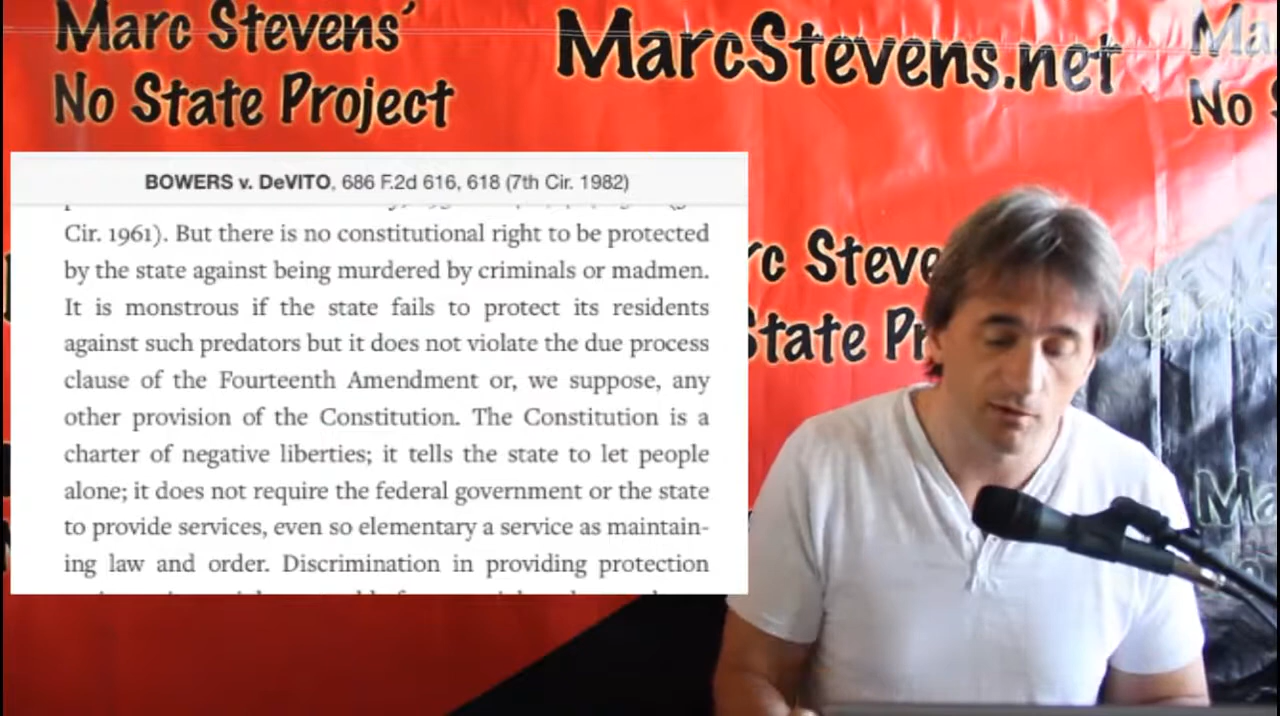 Marc Stevens'
No State Project
MarcStevens.net
Ma
No S
BOWERS v. DeVITO, 686 F.2d 616, 618 (7th Cir. 1982)
Cir. 1961). But there is no constitutional right to be protected
by the state against being murdered by criminals or madmen.
It is monstrous if the state fails to protect its residents
against such predators but it does not violate the due process
clause of the Fourteenth Amendment or, we suppose, any
other provision of the Constitution. The Constitution is a
charter of negative liberties; it tells the state to let people
alone; it does not require the federal government or the state
to provide services, even so elementary a service as maintain-
ing law and order. Discrimination in providing protection
rc Steve
State Pr
MarcS
Ma